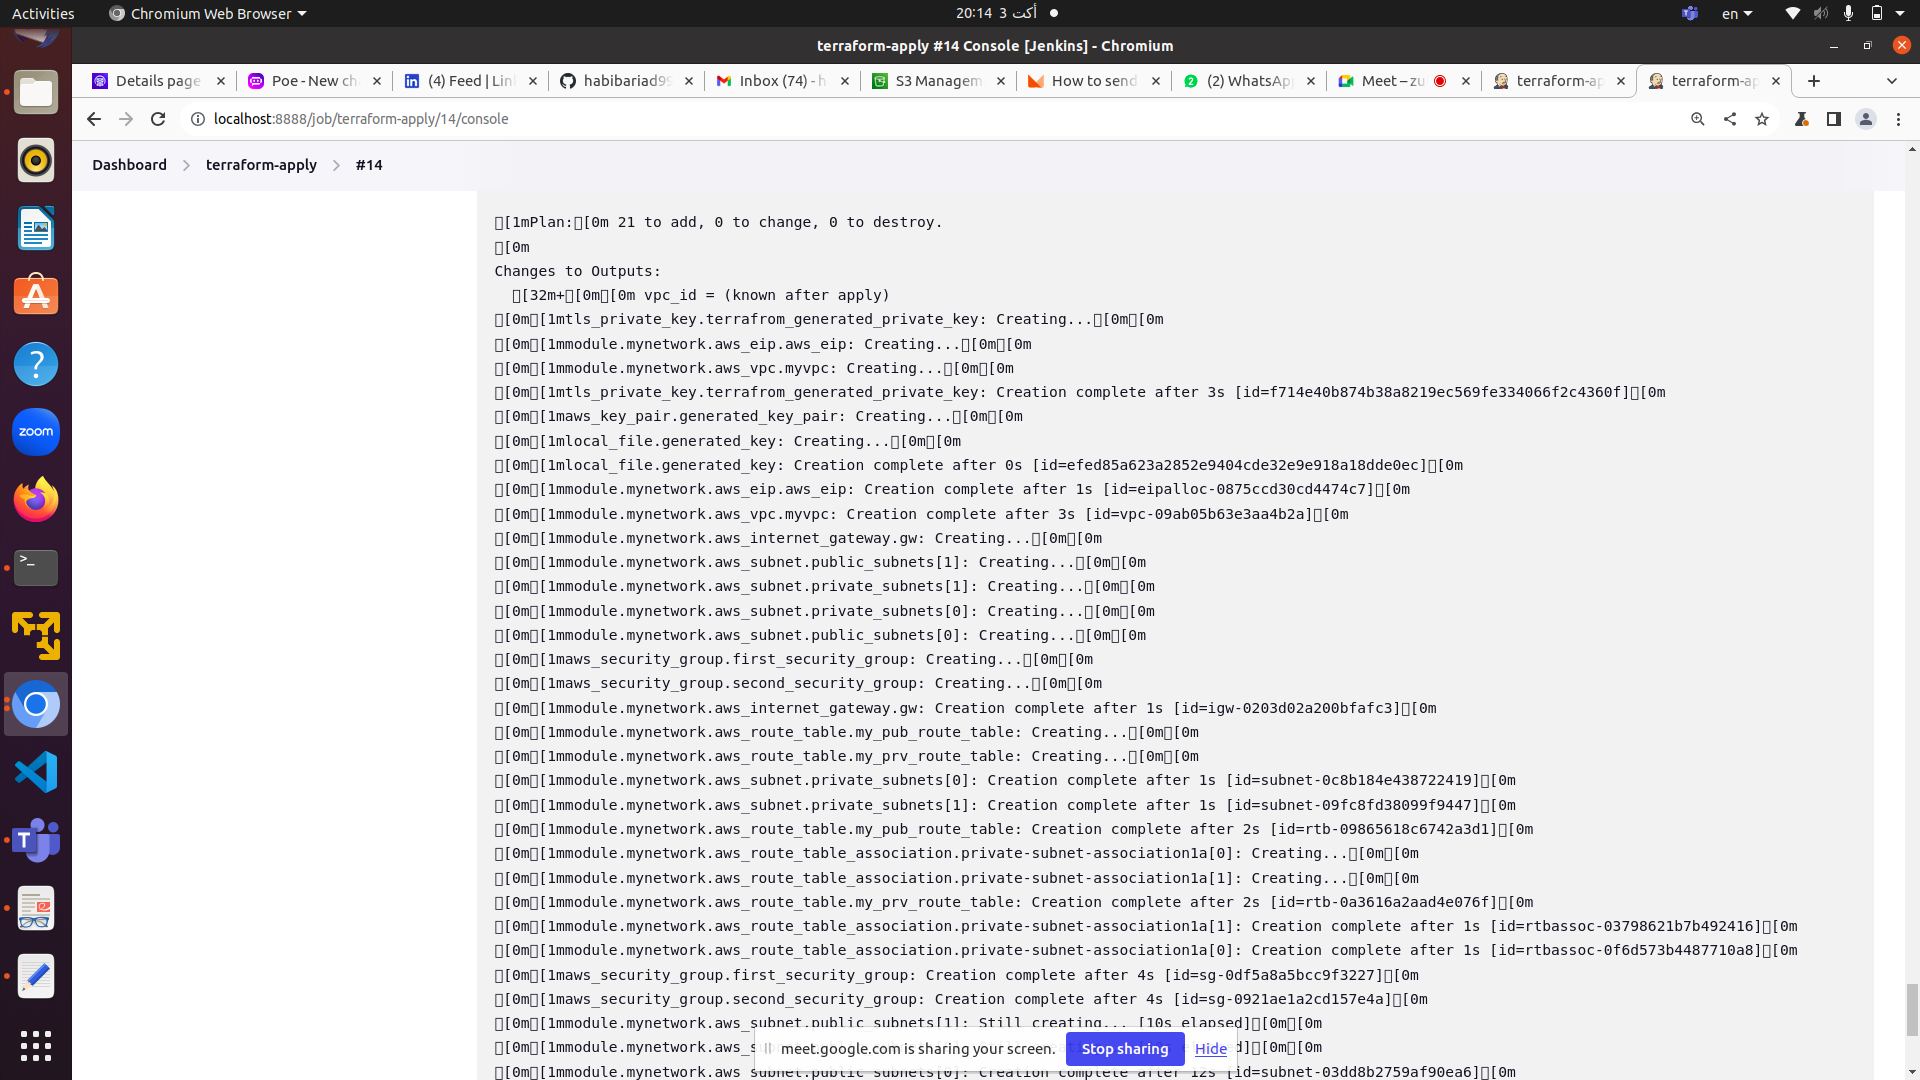 Activities
Chromium Web Browser
20:14 3 أكت
en
terraform-apply #14 Console [Jenkins] - Chromium
Details page
Poe - New ch
(4) Feed | Lin
habibariad99
Inbox (74) - h
S3 Managem
How to send
(2) WhatsAp
Meet – zu
terraform-ap
terraform-ap
localhost:8888/job/terraform-apply/14/console
Dashboard
terraform-apply
#14
[1mPlan:[0m 21 to add, 0 to change, 0 to destroy.
[0m
Changes to Outputs:
[32m+[0m[0m vpc_id = (known after apply)
[0m[1mtls_private_key.terrafrom_generated_private_key: Creating...[0m[0m
[0m[1mmodule.mynetwork.aws_eip.aws_eip: Creating...[0m[0m
[0m[1mmodule.mynetwork.aws_vpc.myvpc: Creating...[0m[0m
[0m[1mtls_private_key.terrafrom_generated_private_key: Creation complete after 3s [id=f714e40b874b38a8219ec569fe334066f2c4360f][0m
[0m[1maws_key_pair.generated_key_pair: Creating...[0m[0m
[0m[1mlocal_file.generated_key: Creating...[0m[0m
[0m[1mlocal_file.generated_key: Creation complete after 0s [id=efed85a623a2852e9404cde32e9e918a18dde0ec][0m
[0m[1mmodule.mynetwork.aws_eip.aws_eip: Creation complete after 1s [id=eipalloc-0875ccd30cd4474c7][0m
[0m[1mmodule.mynetwork.aws_vpc.myvpc: Creation complete after 3s [id=vpc-09ab05b63e3aa4b2a][0m
[0m[1mmodule.mynetwork.aws_internet_gateway.gw: Creating...[0m[0m
[0m[1mmodule.mynetwork.aws_subnet.public_subnets[1]: Creating...[0m[0m
[0m[1mmodule.mynetwork.aws_subnet.private_subnets[1]: Creating...[0m[0m
[0m[1mmodule.mynetwork.aws_subnet.private_subnets[0]: Creating...[0m[0m
[0m[1mmodule.mynetwork.aws_subnet.public_subnets[0]: Creating...[0m[0m
[0m[1maws_security_group.first_security_group: Creating...[0m[0m
[0m[1maws_security_group.second_security_group: Creating...[0m[0m
[0m[1mmodule.mynetwork.aws_internet_gateway.gw: Creation complete after 1s [id=igw-0203d02a200bfafc3][0m
[0m[1mmodule.mynetwork.aws_route_table.my_pub_route_table: Creating...[0m[0m
[0m[1mmodule.mynetwork.aws_route_table.my_prv_route_table: Creating...[0m[0m
[0m[1mmodule.mynetwork.aws_subnet.private_subnets[0]: Creation complete after 1s [id=subnet-0c8b184e438722419][0m
[0m[1mmodule.mynetwork.aws_subnet.private_subnets[1]: Creation complete after 1s [id=subnet-09fc8fd38099f9447][0m
[0m[1mmodule.mynetwork.aws_route_table.my_pub_route_table: Creation complete after 2s [id=rtb-09865618c6742a3d1][0m
[0m[1mmodule.mynetwork.aws_route_table_association.private-subnet-association1a[0]: Creating...[0m[0m
[0m[1mmodule.mynetwork.aws_route_table_association.private-subnet-association1a[1]: Creating...[0m[0m
[0m[1mmodule.mynetwork.aws_route_table.my_prv_route_table: Creation complete after 2s [id=rtb-0a3616a2aad4e076f][0m
[0m[1mmodule.mynetwork.aws_route_table_association.private-subnet-association1a[1]: Creation complete after 1s [id=rtbassoc-03798621b7b492416][0m
[0m[1mmodule.mynetwork.aws_route_table_association.private-subnet-association1a[0]: Creation complete after 1s [id=rtbassoc-0f6d573b4487710a8][0m
[0m[1maws_security_group.first_security_group: Creation complete after 4s [id=sg-0df5a8a5bcc9f3227][0m
[0m[1maws_security_group.second_security_group: Creation complete after 4s [id=sg-0921ae1a2cd157e4a][0m
[0m[1mmodule.mynetwork.aws_subnet.public_subnets[1]: Still creating... [10s elapsed][0m[0m
[0m[1mmodule.mynetwork.aws_
[0m[0m
[0m[1mmodule.mynetwork.aws_subnet.public_subnets[0]: Creation complete after 12s [id=subnet-03dd8b2759af90ea6][0m
meet.google.com is sharing your screen.
Stop sharing
Hide
zoom